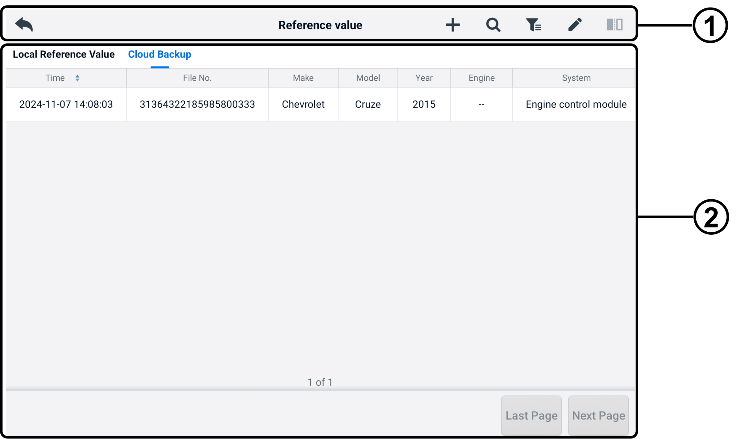 Reference value
1
Local Reference Value Cloud Backup
Time File No. Make Model Year Engine System
2024-11-07 14:08:03 31364322185985800333 Chevrolet Cruze 2015 -- Engine control module
2
1 of 1
Last Page Next Page